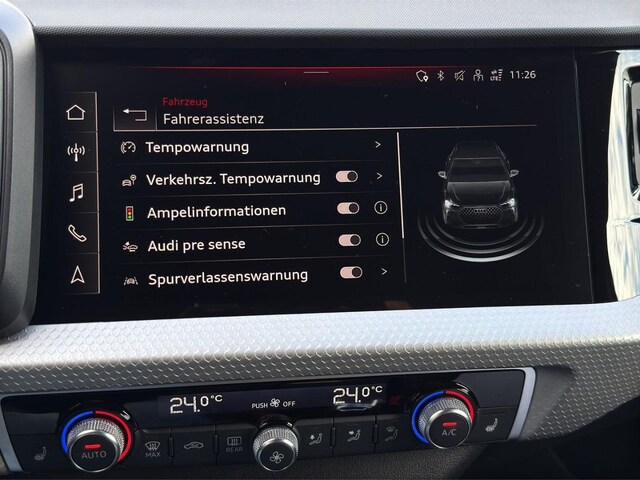 11:26
Fahrzeug
Fahrerassistenz
Tempowarnung
Verkehrsz. Tempowarnung
Ampelinformationen
Audi pre sense
Spurverlassenswarnung
24.0°C
PUSH OFF
24.0°C
AUTO
MAX
REAR
A/C